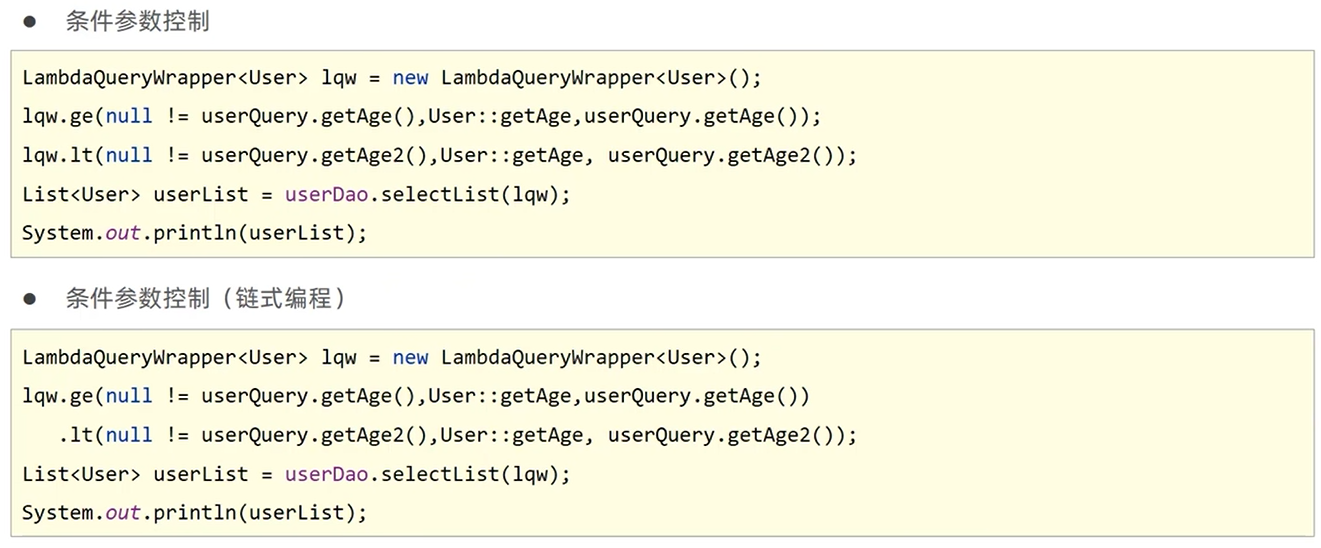 ● 条件参数控制
LambdaQueryWrapper<User> lqw = new LambdaQueryWrapper<User>();
lqw.ge(null != userQuery.getAge(),User::getAge,userQuery.getAge());
lqw.lt(null != userQuery.getAge2(),User::getAge, userQuery.getAge2());
List<User> userList = userDao.selectList(lqw);
System.out.println(userList);
● 条件参数控制（链式编程）
LambdaQueryWrapper<User> lqw = new LambdaQueryWrapper<User>();
lqw.ge(null != userQuery.getAge(),User::getAge,userQuery.getAge())
   .lt(null != userQuery.getAge2(),User::getAge, userQuery.getAge2());
List<User> userList = userDao.selectList(lqw);
System.out.println(userList);